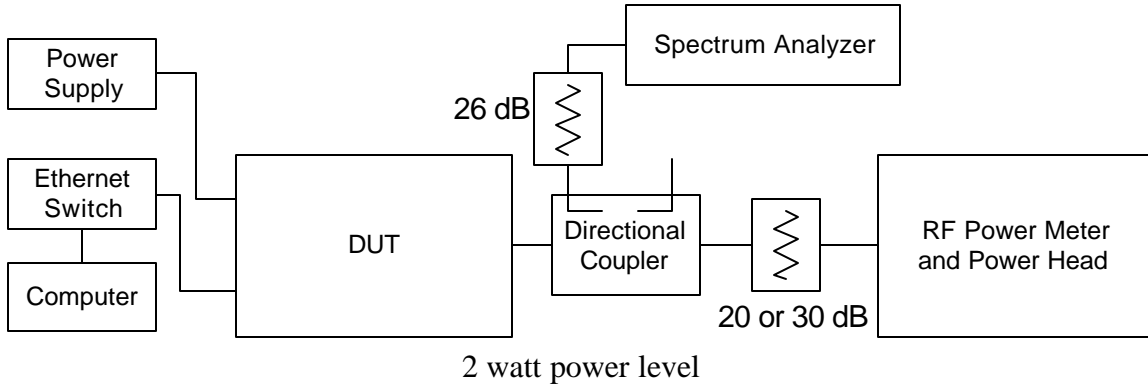 Power
Supply
Spectrum Analyzer
26 dB
Ethernet
Switch
DUT
Directional
Coupler
RF Power Meter
and Power Head
Computer
20 or 30 dB
2 watt power level